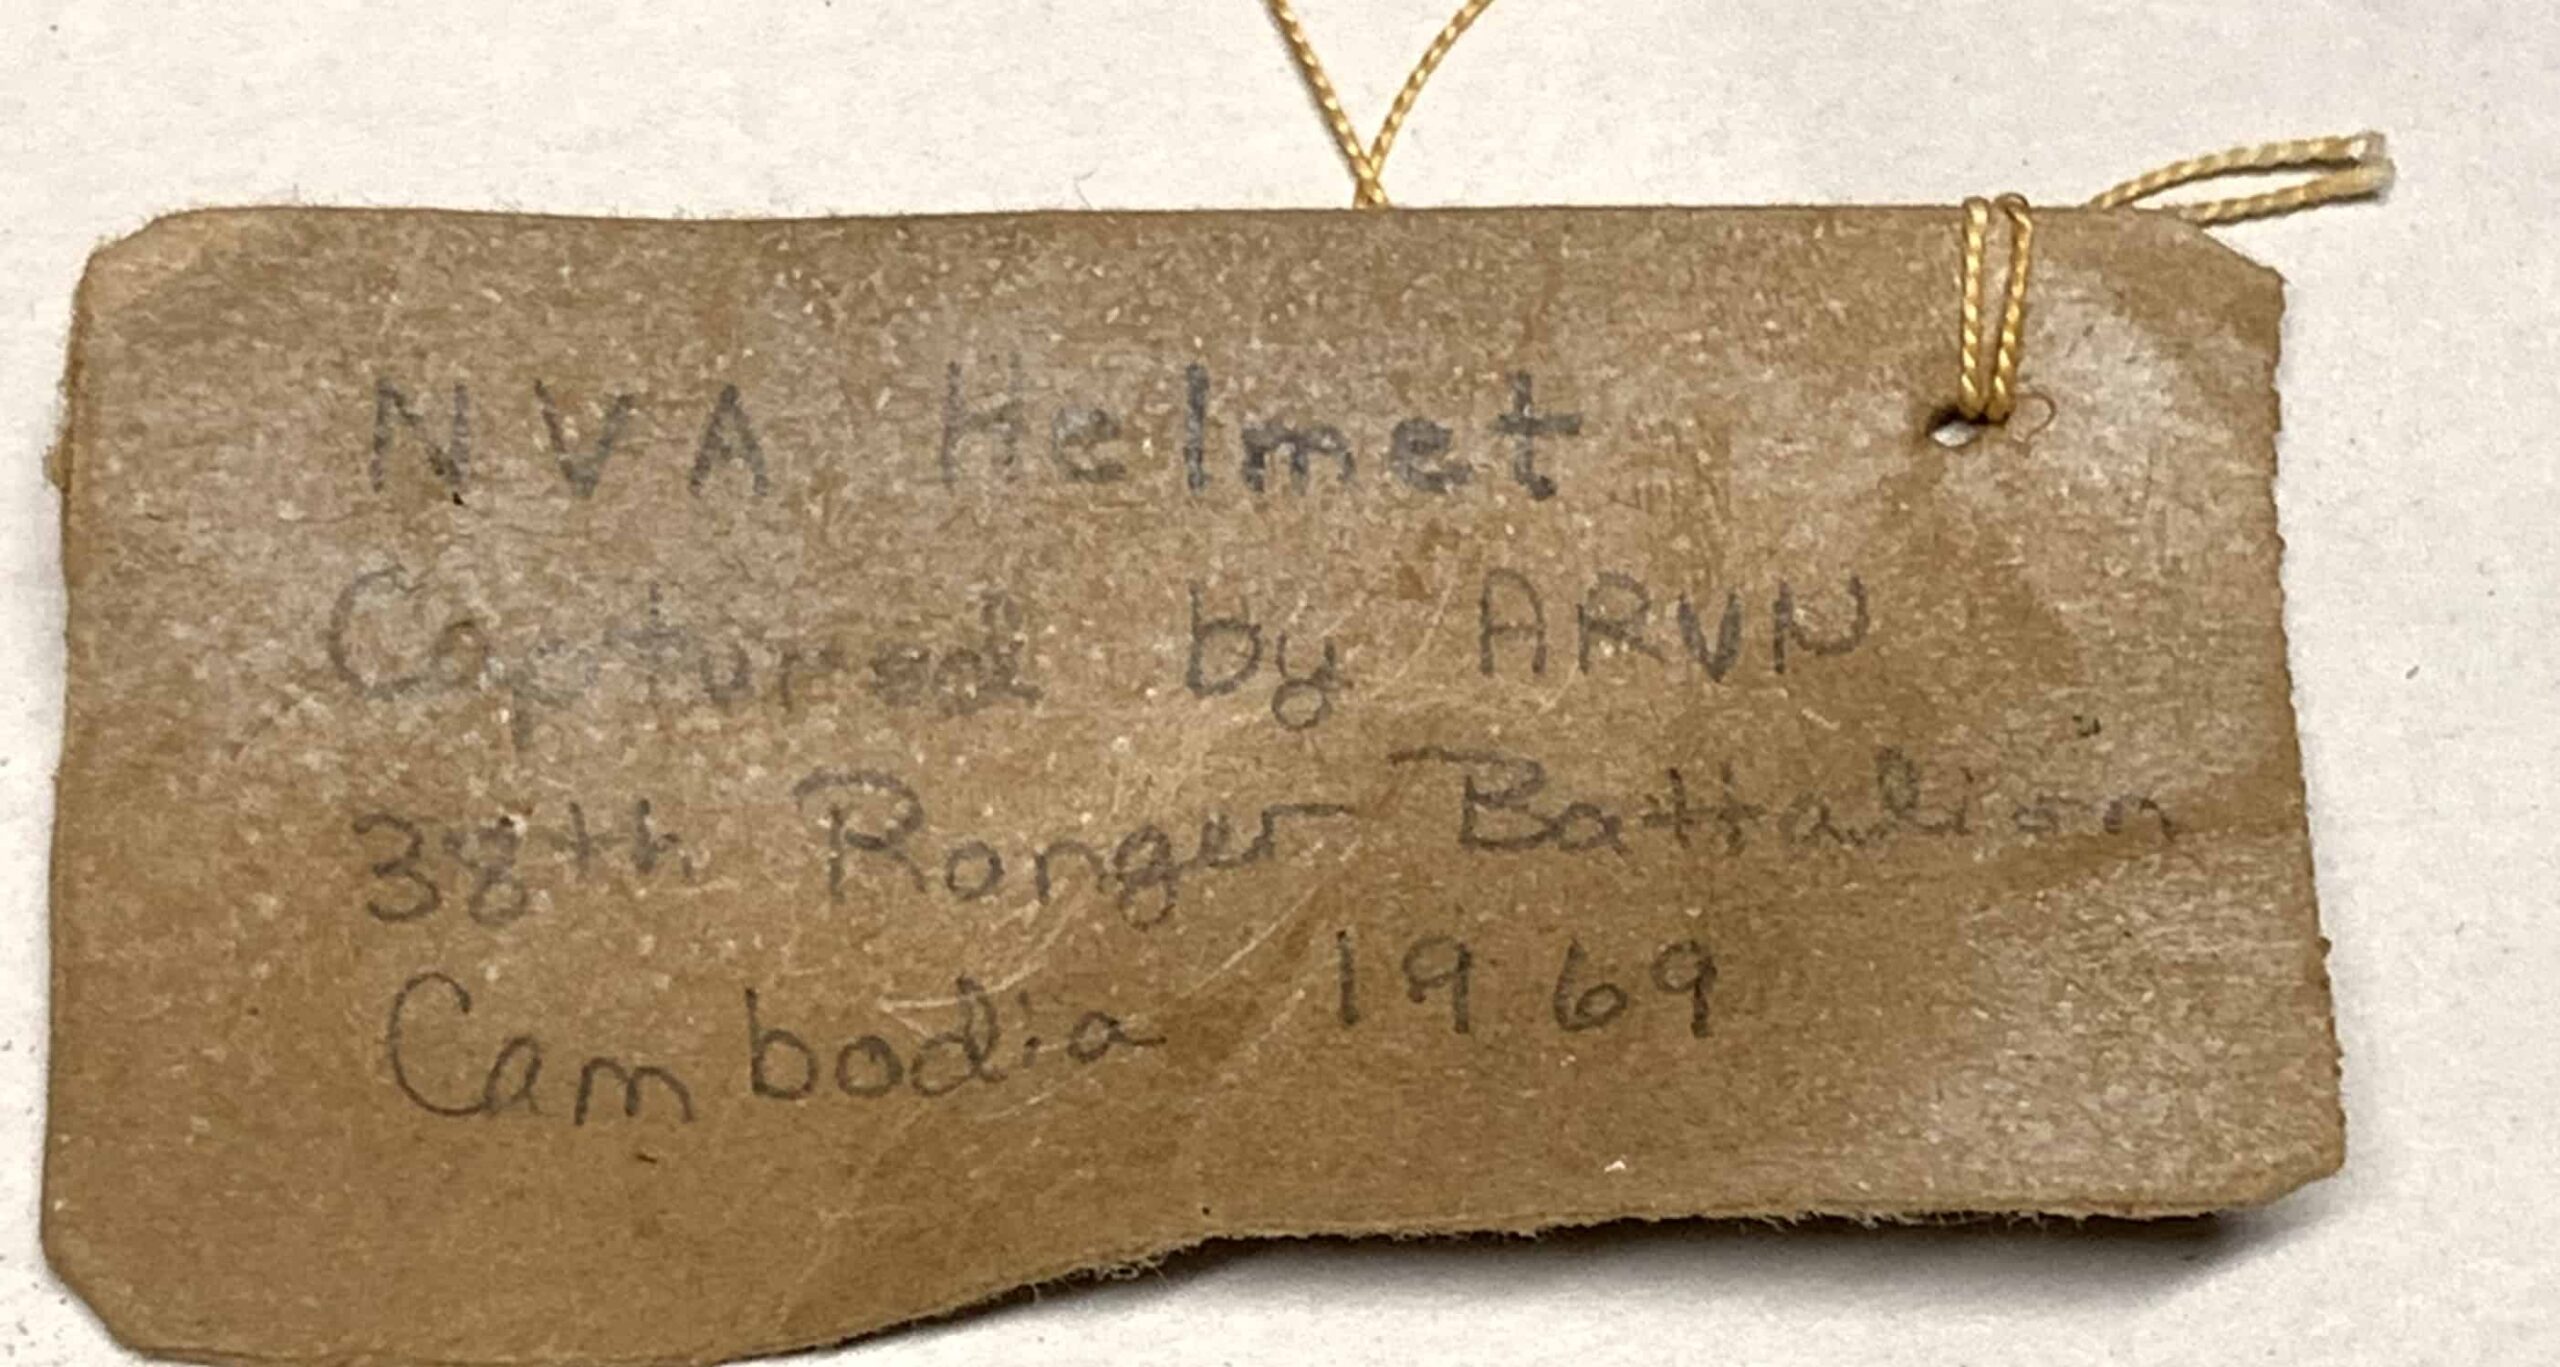 NVA Helmet
Captured by ARVN
38th Ranger Battalion
Cambodia 1969